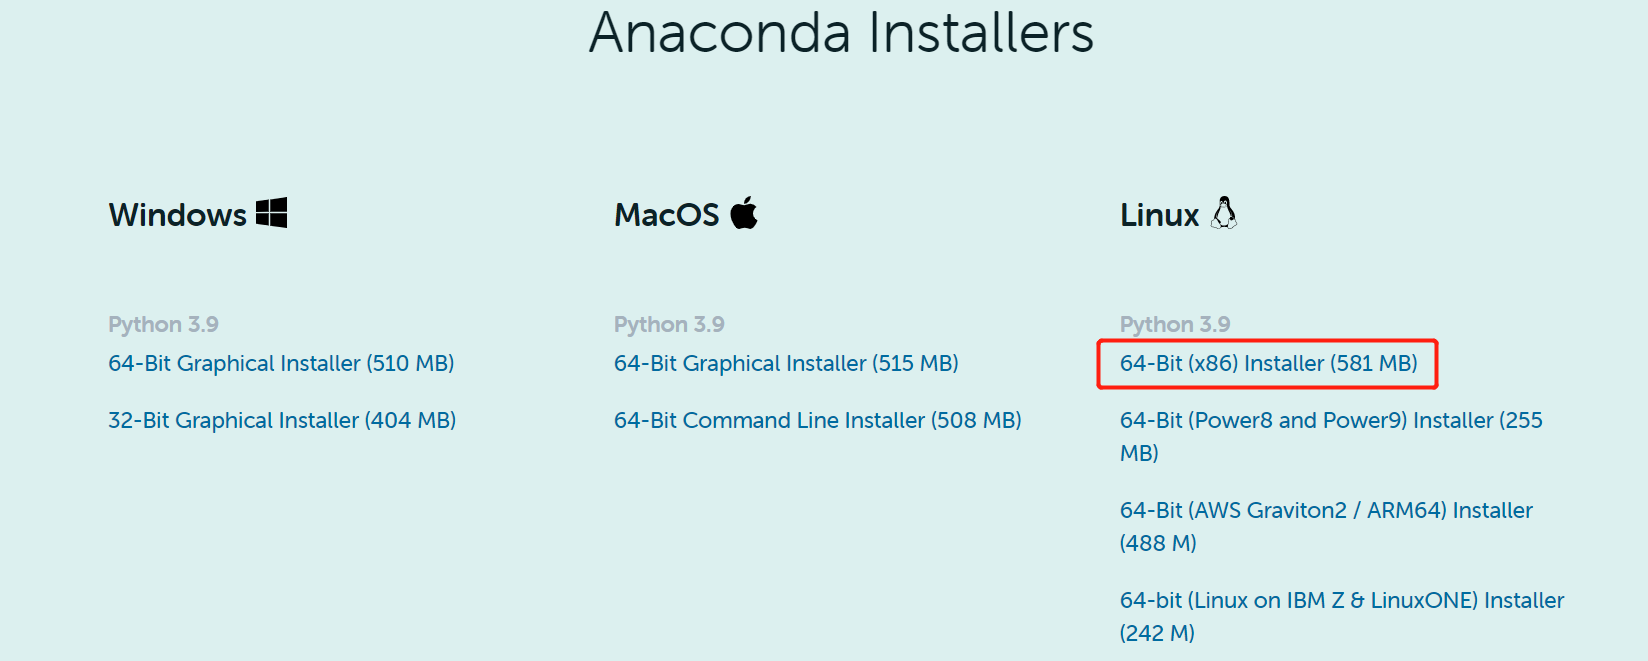 Anaconda Installers
Windows
Python 3.9
64-Bit Graphical Installer (510 MB)
32-Bit Graphical Installer (404 MB)
MacOS
Python 3.9
64-Bit Graphical Installer (515 MB)
64-Bit Command Line Installer (508 MB)
Linux
Python 3.9
64-Bit (x86) Installer (581 MB)
64-Bit (Power8 and Power9) Installer (255
MB)
64-Bit (AWS Graviton2 / ARM64) Installer
(488 M)
64-bit (Linux on IBM Z & LinuxONE) Installer
(242 M)